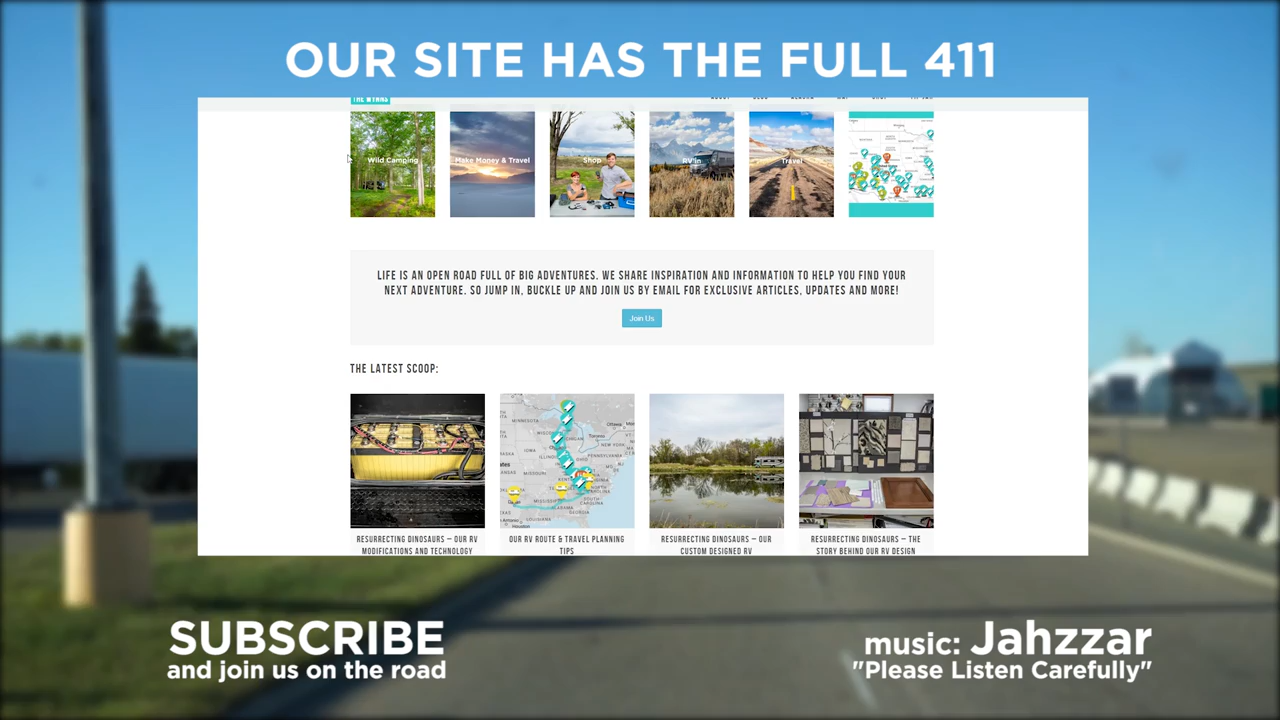 OUR SITE HAS THE FULL 411
THE WYNNS
Wild Camping
Make Money & Travel
Shop
RV'in
Travel
LIFE IS AN OPEN ROAD FULL OF BIG ADVENTURES. WE SHARE INSPIRATION AND INFORMATION TO HELP YOU FIND YOUR
NEXT ADVENTURE. SO JUMP IN, BUCKLE UP AND JOIN US BY EMAIL FOR EXCLUSIVE ARTICLES, UPDATES AND MORE!
Join Us
THE LATEST SCOOP:
RESURRECTING DINOSAURS – OUR RV
MODIFICATIONS AND TECHNOLOGY
OUR RV ROUTE & TRAVEL PLANNING
TIPS
RESURRECTING DINOSAURS – OUR
CUSTOM DESIGNED RV
RESURRECTING DINOSAURS – THE
STORY BEHIND OUR RV DESIGN
SUBSCRIBE
and join us on the road
music: Jahzzar
"Please Listen Carefully"